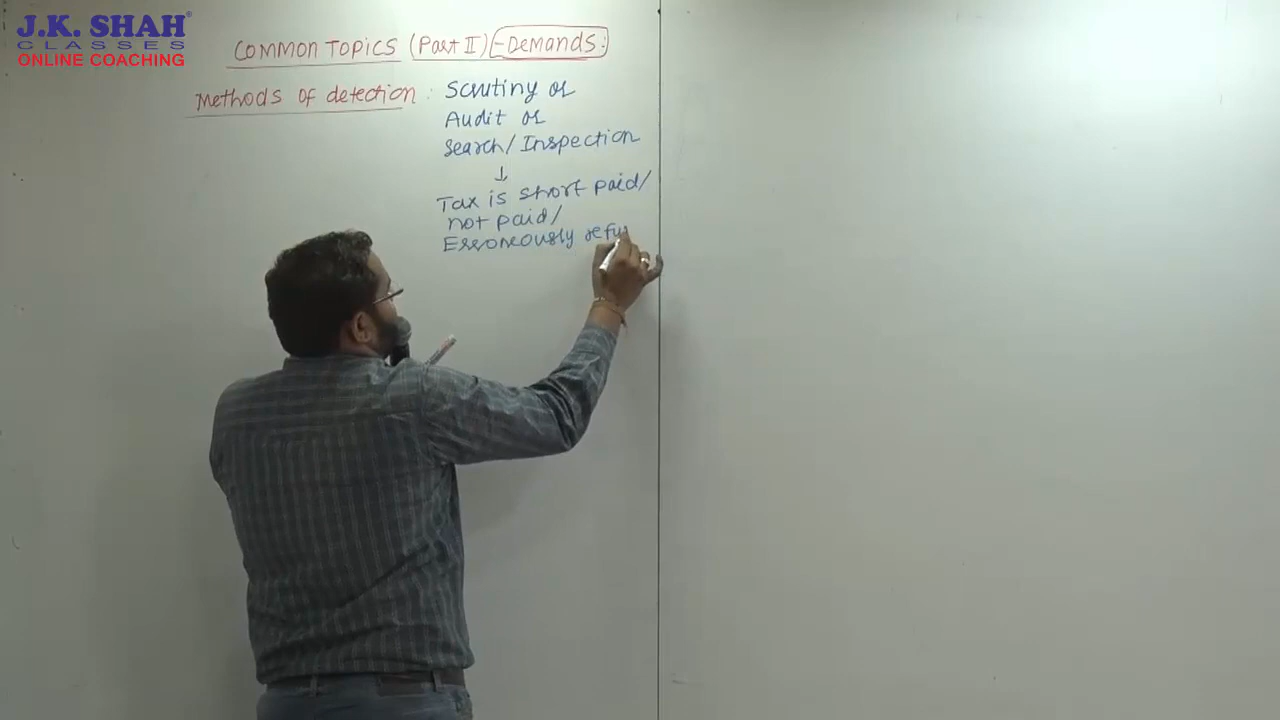 J.K. SHAH®
CLASSES
ONLINE COACHING
COMMON TOPICS (Part II) - Demands:
Methods of detection : Scrutiny or
Audit or
Search/Inspection
↓
Tax is short paid/
not paid/
Erroneously refu